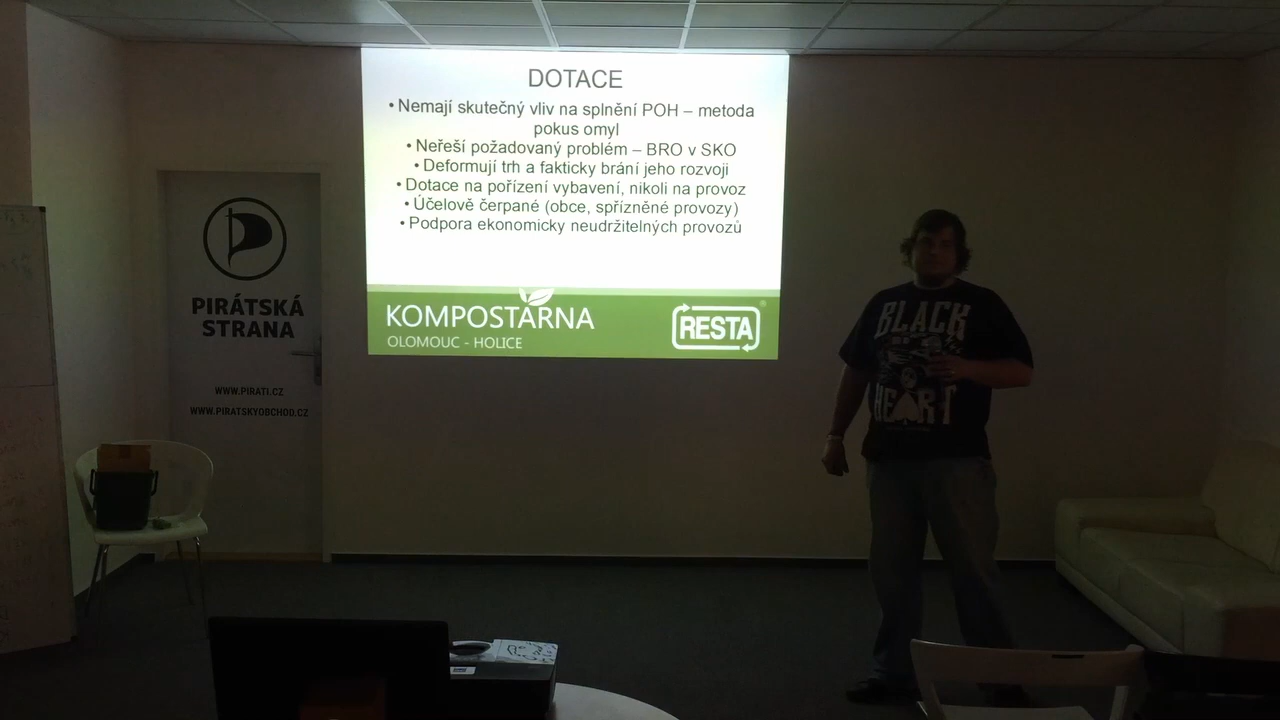 DOTACE
• Nemají skutečný vliv na splnění POH – metoda
pokus omyl
• Neřeší požadovaný problém – BRO v SKO
• Deformují trh a fakticky brání jeho rozvoji
• Dotace na pořízení vybavení, nikoli na provoz
• Účelově čerpané (obce, spřízněné provozy)
• Podpora ekonomicky neudržitelných provozů
KOMPOSTÁRNA
OLOMOUC - HOLICE
RESTA
®
PIRÁTSKÁ
STRANA
WWW.PIRATI.CZ
WWW.PIRATSKYOBCHOD.CZ
BLACK
HEART